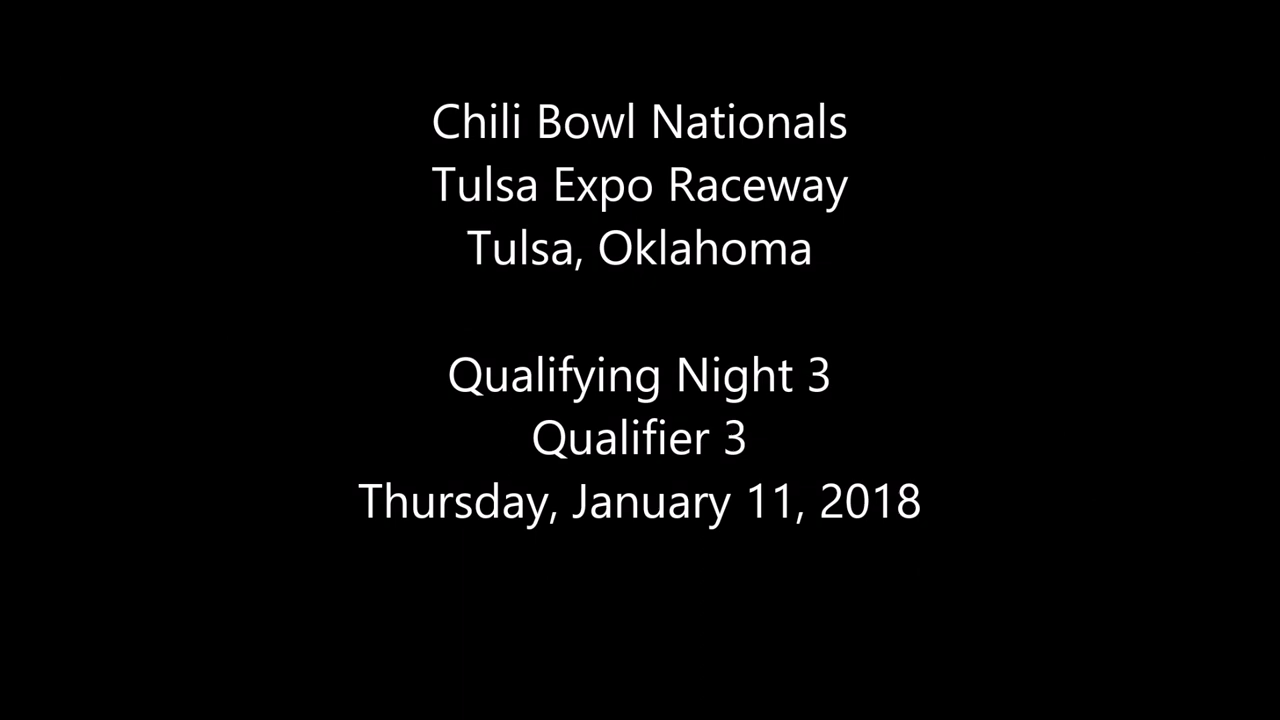 Chili Bowl Nationals
Tulsa Expo Raceway
Tulsa, Oklahoma
Qualifying Night 3
Qualifier 3
Thursday, January 11, 2018